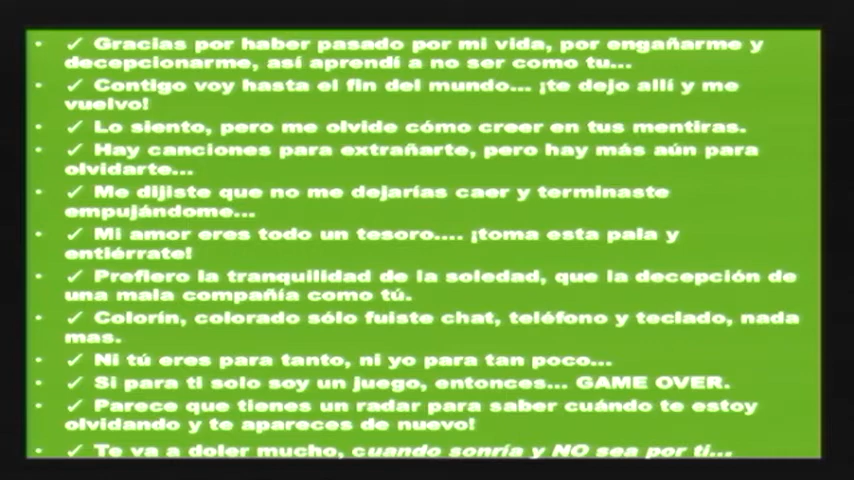 • ✓ Gracias por haber pasado por mi vida, por engañarme y
decepcionarme, así aprendí a no ser como tu...
• ✓ Contigo voy hasta el fin del mundo... ¡te dejo allí y me
vuelvo!
• ✓ Lo siento, pero me olvide cómo creer en tus mentiras.
• ✓ Hay canciones para extrañarte, pero hay más aún para
olvidarte...
• ✓ Me dijiste que no me dejarías caer y terminaste
empujándome...
• ✓ Mi amor eres todo un tesoro.... ¡toma esta pala y
entiérrate!
• ✓ Prefiero la tranquilidad de la soledad, que la decepción de
una mala compañía como tú.
• ✓ Colorín, colorado sólo fuiste chat, teléfono y teclado, nada
mas.
• ✓ Ni tú eres para tanto, ni yo para tan poco...
• ✓ Si para ti solo soy un juego, entonces... GAME OVER.
• ✓ Parece que tienes un radar para saber cuándo te estoy
olvidando y te apareces de nuevo!
• ✓ Te va a doler mucho, cuando sonría y NO sea por ti...